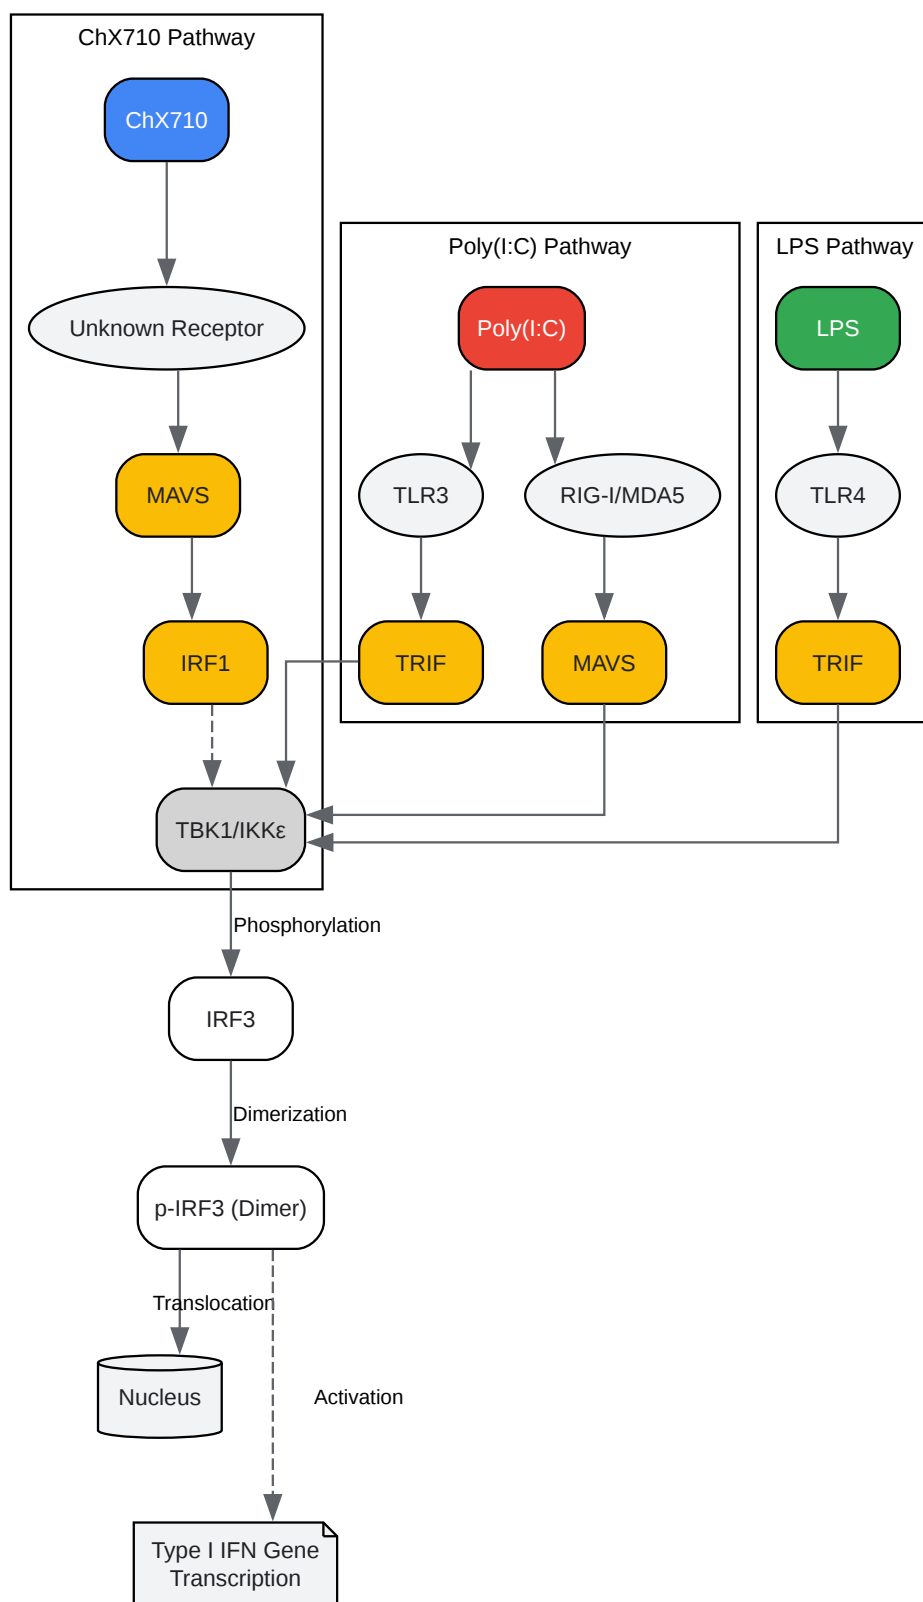 ChX710 Pathway
ChX710
Unknown Receptor
MAVS
IRF1
TBK1/IKKε
Poly(I:C) Pathway
Poly(I:C)
TLR3
RIG-I/MDA5
TRIF
MAVS
LPS Pathway
LPS
TLR4
TRIF
Phosphorylation
IRF3
Dimerization
p-IRF3 (Dimer)
Translocation
Nucleus
Activation
Type I IFN Gene
Transcription